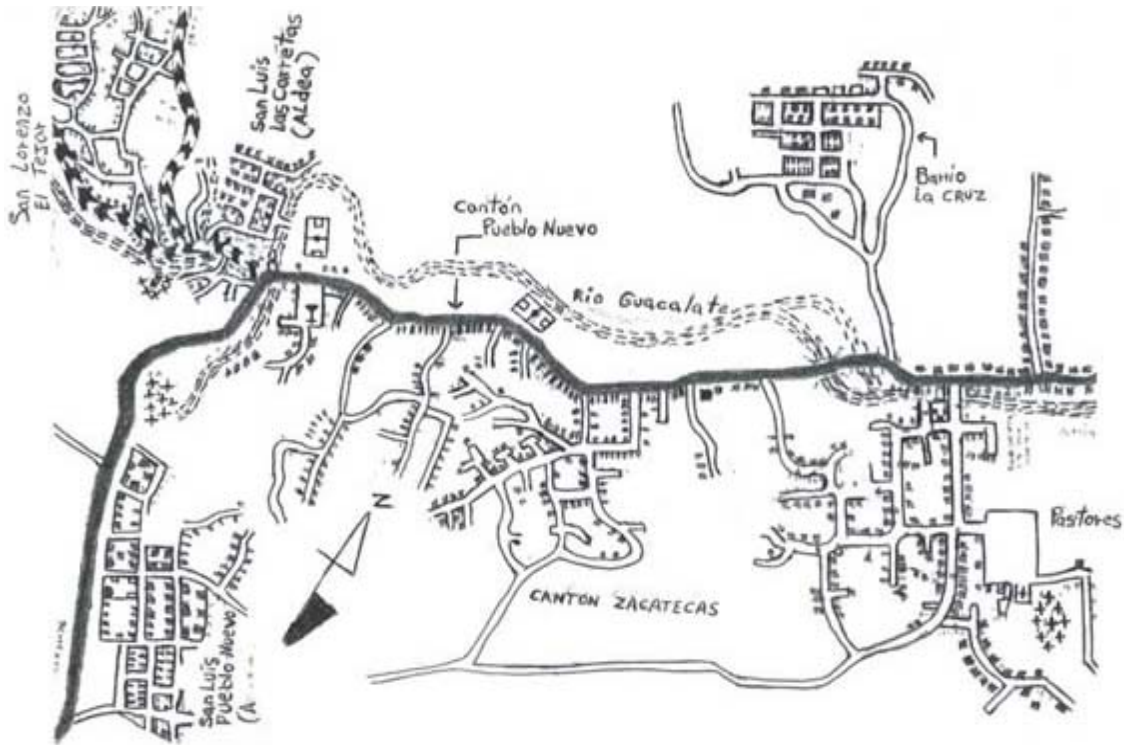 San Lorenzo
El Tejar
San Luis
Las Carretas
(Aldea)
Cantón
Pueblo Nuevo
Río Guacalate
Barrio
La CRUZ
Pastores
N
CANTON ZACATECAS
San Luis
Pueblo Nuevo
(A